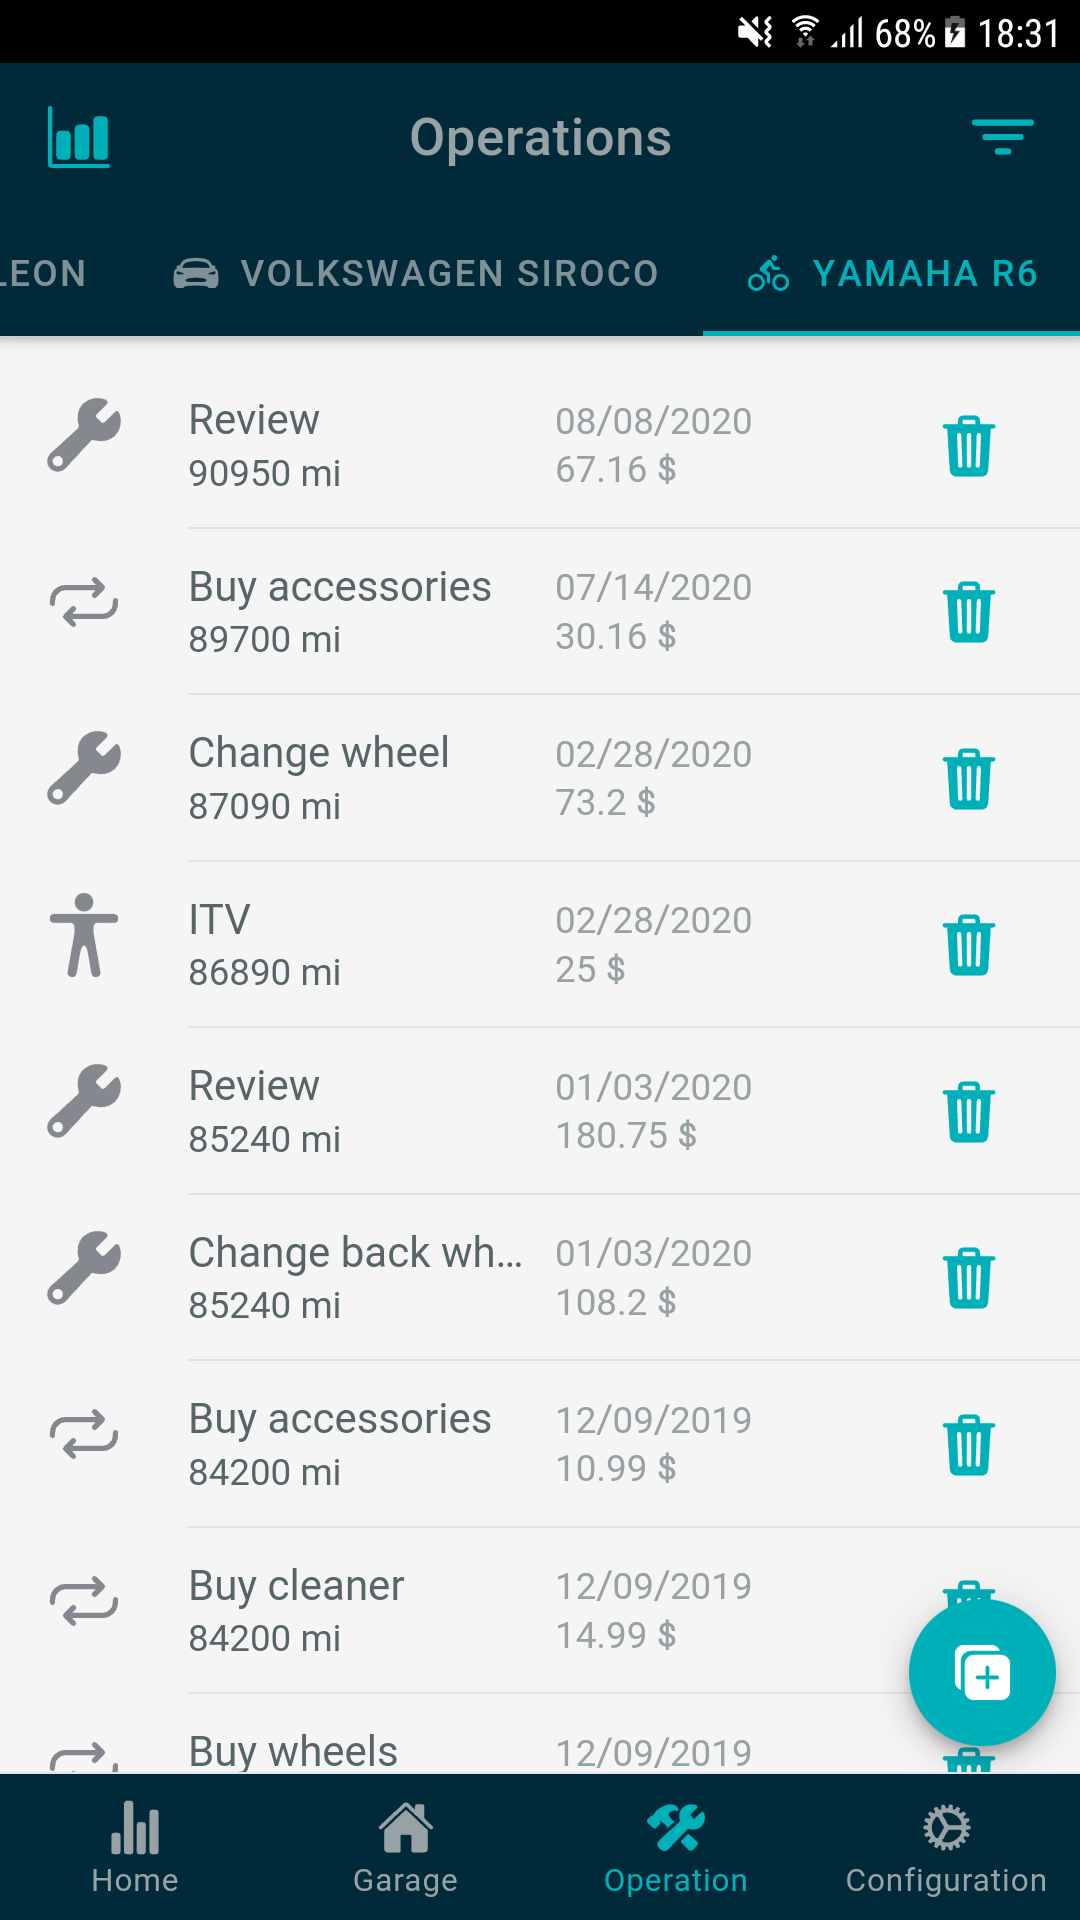 68% 18:31
Operations
LEON VOLKSWAGEN SIROCO YAMAHA R6
Review 08/08/2020
90950 mi 67.16 $
Buy accessories 07/14/2020
89700 mi 30.16 $
Change wheel 02/28/2020
87090 mi 73.2 $
ITV 02/28/2020
86890 mi 25 $
Review 01/03/2020
85240 mi 180.75 $
Change back wh... 01/03/2020
85240 mi 108.2 $
Buy accessories 12/09/2019
84200 mi 10.99 $
Buy cleaner 12/09/2019
84200 mi 14.99 $
Buy wheels 12/09/2019
Home Garage Operation Configuration